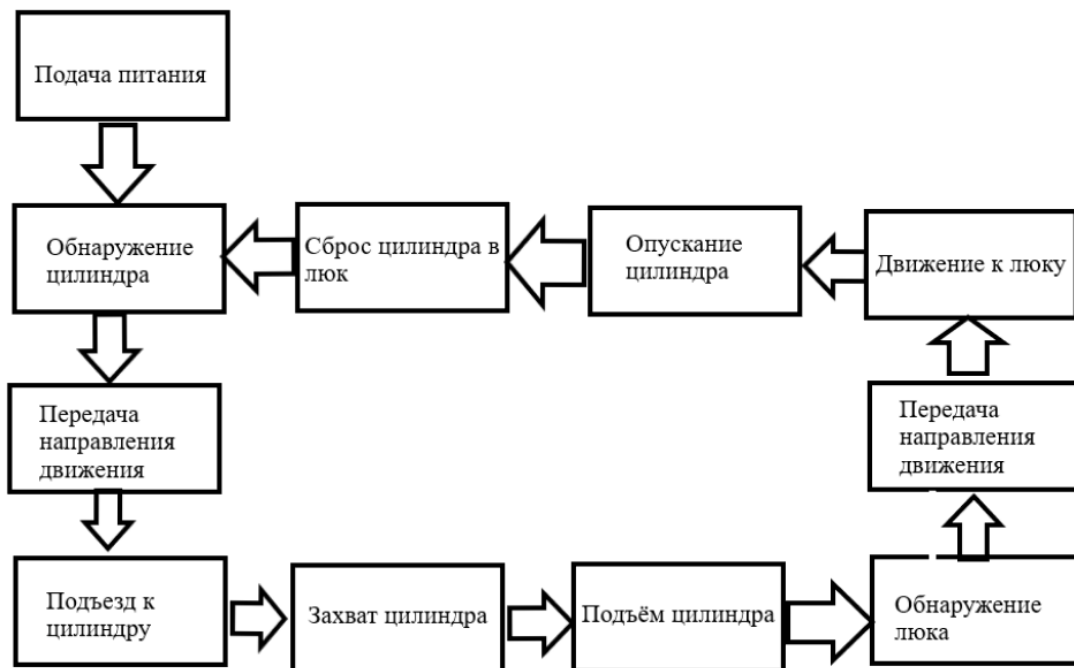 Подача питания
Обнаружение
цилиндра
Сброс цилиндра в
люк
Опускание
цилиндра
Движение к люку
Передача
направления
движения
Передача
направления
движения
Подъезд к
цилиндру
Захват цилиндра
Подъём цилиндра
Обнаружение
люка